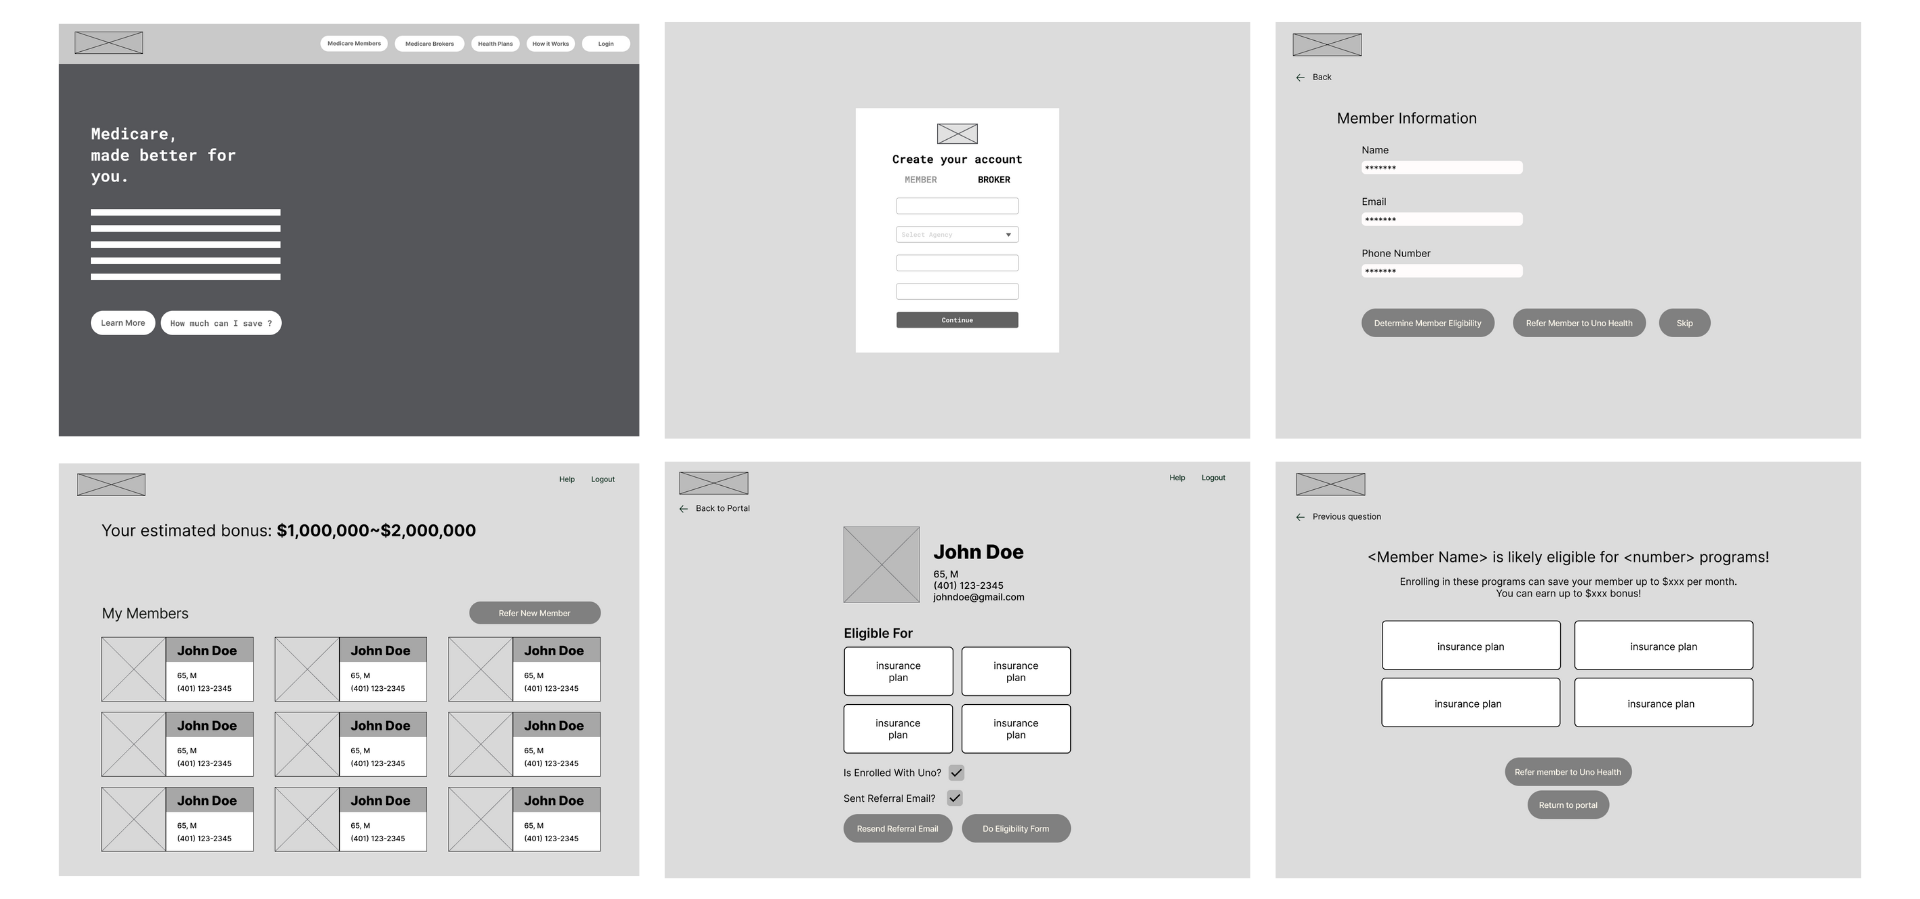 Medicare Members
Medicare Brokers
Health Plans
How it Works
Login
Medicare,
made better for
you.
Learn More
How much can I save ?
Create your account
MEMBER
BROKER
Select Agency
Continue
Back
Member Information
Name
*******
Email
*******
Phone Number
*******
Determine Member Eligibility
Refer Member to Uno Health
Skip
Help
Logout
Your estimated bonus: $1,000,000~$2,000,000
My Members
Refer New Member
John Doe
65, M
(401) 123-2345
John Doe
65, M
(401) 123-2345
John Doe
65, M
(401) 123-2345
John Doe
65, M
(401) 123-2345
John Doe
65, M
(401) 123-2345
John Doe
65, M
(401) 123-2345
John Doe
65, M
(401) 123-2345
John Doe
65, M
(401) 123-2345
John Doe
65, M
(401) 123-2345
Help
Logout
Back to Portal
John Doe
65, M
(401) 123-2345
johndoe@gmail.com
Eligible For
insurance
plan
insurance
plan
insurance
plan
insurance
plan
Is Enrolled With Uno?
Sent Referral Email?
Resend Referral Email
Do Eligibility Form
Previous question
<Member Name> is likely eligible for <number> programs!
Enrolling in these programs can save your member up to $xxx per month.
You can earn up to $xxx bonus!
insurance plan
insurance plan
insurance plan
insurance plan
Refer member to Uno Health
Return to portal